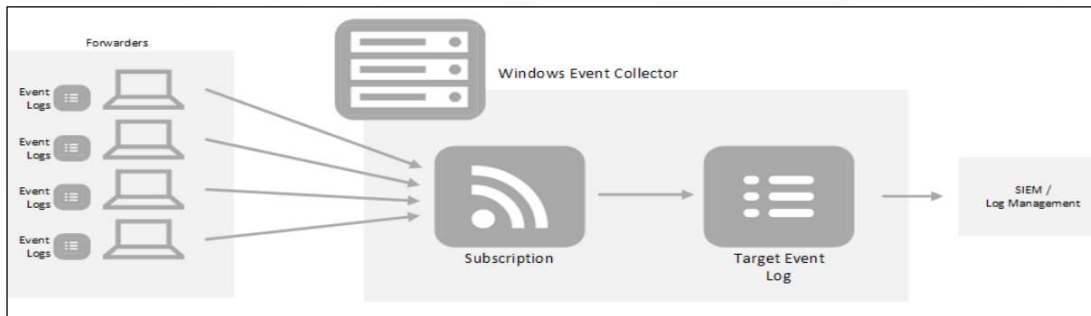 Forwarders
Event
Logs
Event
Logs
Event
Logs
Event
Logs
Windows Event Collector
Subscription
Target Event
Log
SIEM /
Log Management